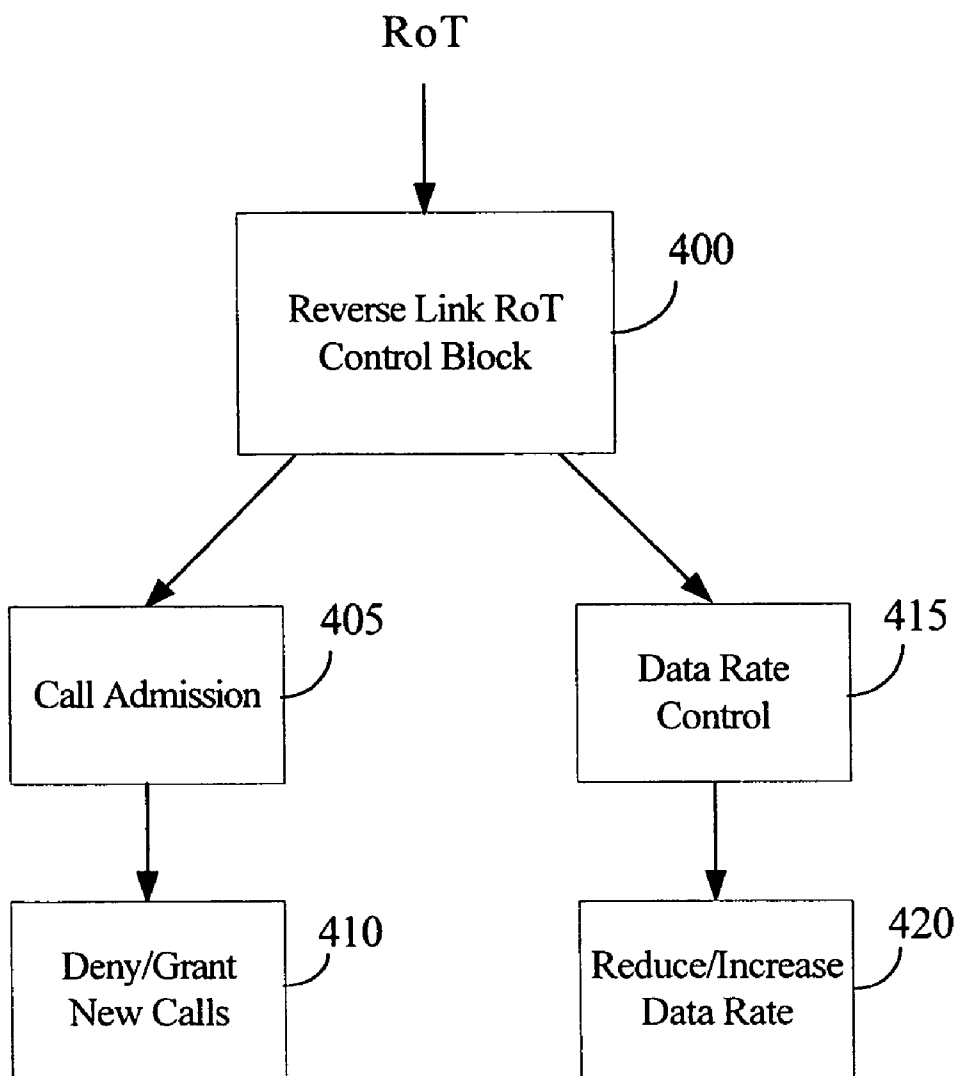 RoT
400
Reverse Link RoT
Control Block
405
Call Admission
415
Data Rate
Control
410
Deny/Grant
New Calls
420
Reduce/Increase
Data Rate